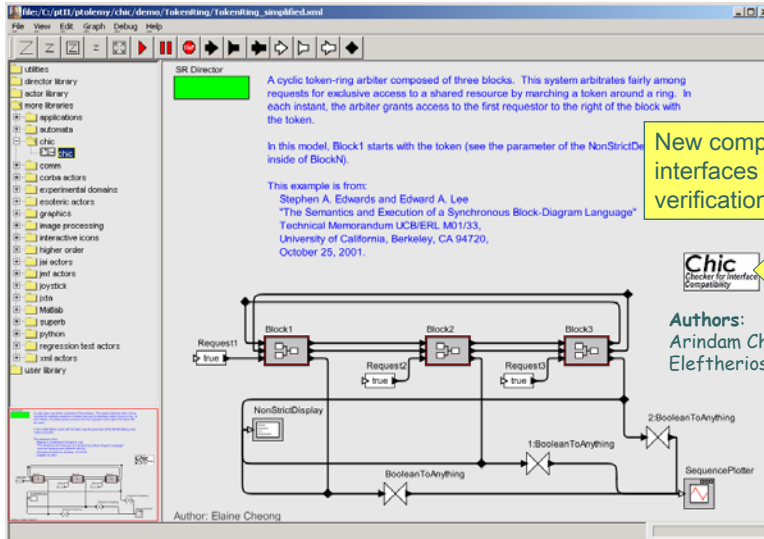 file:/C:/ptII/ptolemy/chic/demo/TokenRing/TokenRing_simplified.xml
File View Edit Graph Debug Help
utilities
director library
actor library
more libraries
applications
automata
chic
chic
comm
corba actors
experimental domains
esoteric actors
graphics
image processing
interactive icons
higher order
jai actors
jmf actors
joystick
jxta
Matlab
superb
python
regression test actors
xml actors
user library
SR Director
A cyclic token-ring arbiter composed of three blocks. This system arbitrates fairly among
requests for exclusive access to a shared resource by marching a token around a ring. In
each instant, the arbiter grants access to the first requestor to the right of the block with
the token.
In this model, Block1 starts with the token (see the parameter of the NonStrictDe
inside of BlockN).
This example is from:
Stephen A. Edwards and Edward A. Lee
"The Semantics and Execution of a Synchronous Block-Diagram Language"
Technical Memorandum UCB/ERL M01/33,
University of California, Berkeley, CA 94720,
October 25, 2001.
New comp
interfaces
verification
Chic
Checker for Interface
Compatibility
Authors:
Arindam Ch
Eleftherios
Request1
true
Block1
Request2
true
Block2
Request3
true
Block3
NonStrictDisplay
2:BooleanToAnything
1:BooleanToAnything
BooleanToAnything
SequencePlotter
Author: Elaine Cheong